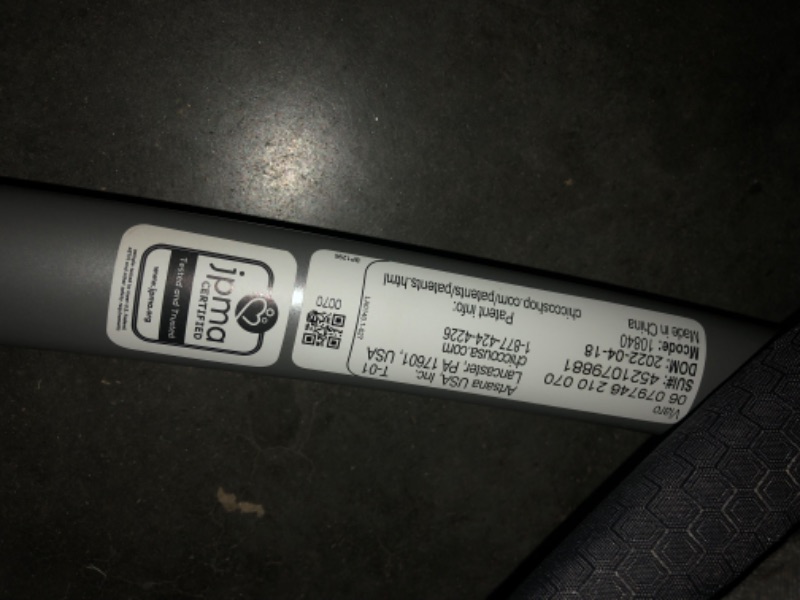 Viaro
06 079746 210 070
SUI#: 4521079881
DOM: 2022-04-18
Mcode: 10840
Made in China
Artsana USA, Inc.
Lancaster, PA 17601, USA
chiccousa.com
1-877-424-4226
Patent info:
chiccoshop.com/patents/patents.html
T-01
0070
jpma
CERTIFIED
Tested and Trusted
www.jpma.org